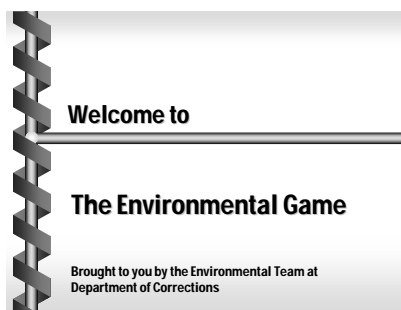 Welcome to
The Environmental Game
Brought to you by the Environmental Team at
Department of Corrections